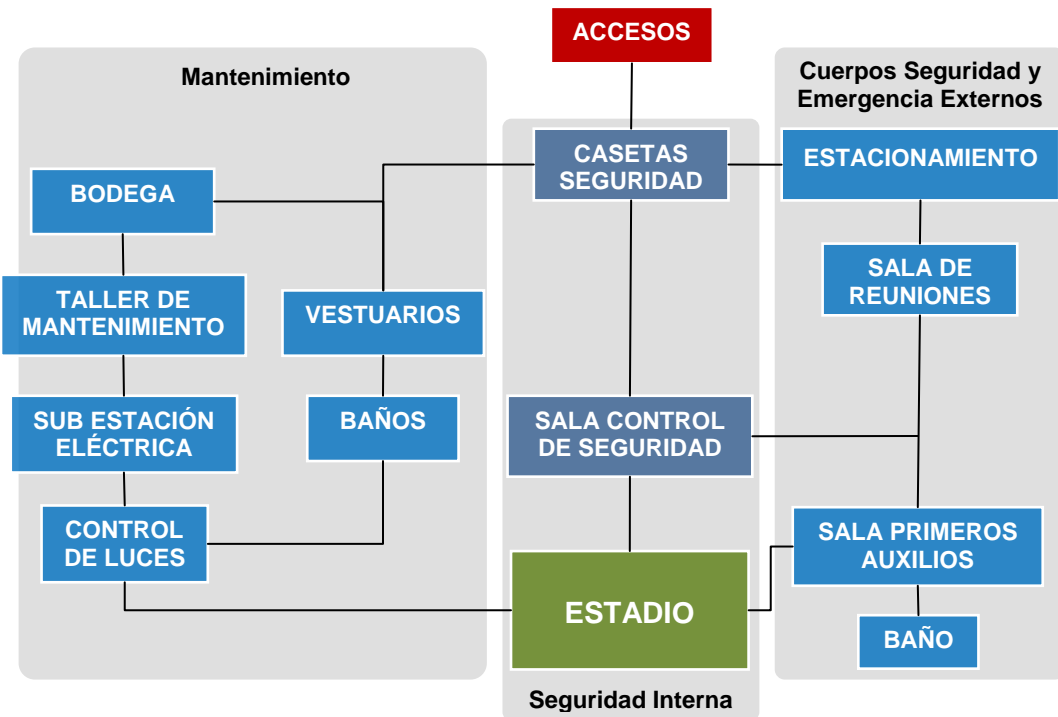 ACCESOS
Mantenimiento
Cuerpos Seguridad y
Emergencia Externos
CASETAS
SEGURIDAD
ESTACIONAMIENTO
BODEGA
SALA DE
REUNIONES
TALLER DE
MANTENIMIENTO
VESTUARIOS
SUB ESTACIÓN
ELÉCTRICA
BAÑOS
SALA CONTROL
DE SEGURIDAD
CONTROL
DE LUCES
SALA PRIMEROS
AUXILIOS
ESTADIO
BAÑO
Seguridad Interna